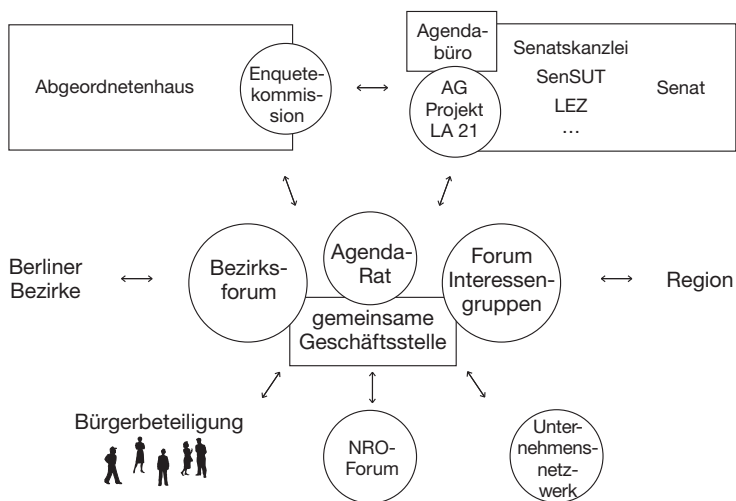 Abgeordnetenhaus
Enquete-
kommis-
sion
Agenda-
büro
AG
Projekt
LA 21
Senatskanzlei
SenSUT
LEZ
...
Senat
Berliner
Bezirke
Bezirks-
forum
Agenda-
Rat
Forum
Interessen-
gruppen
Region
gemeinsame
Geschäftsstelle
Bürgerbeteiligung
NRO-
Forum
Unter-
nehmens-
netz-
werk